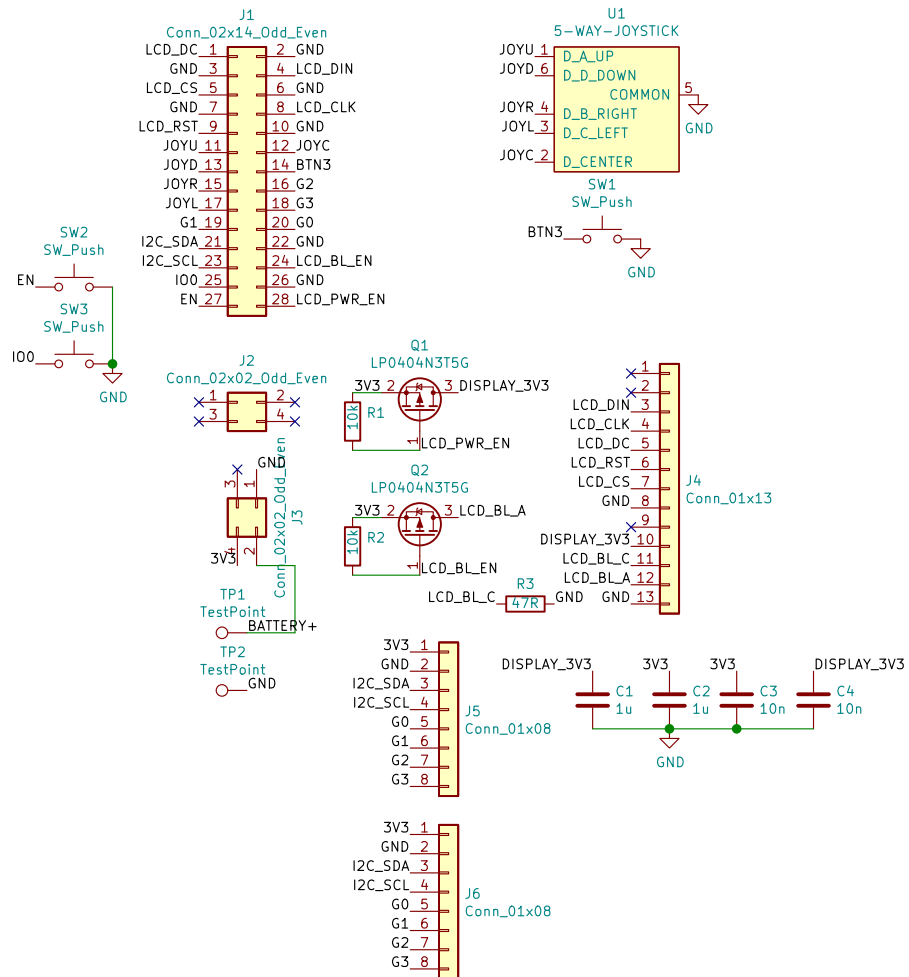 J1
Conn_02x14_Odd_Even
LCD_DC 1 2 GND
GND 3 4 LCD_DIN
LCD_CS 5 6 GND
GND 7 8 LCD_CLK
LCD_RST 9 10 GND
JOYU 11 12 JOYC
JOYD 13 14 BTN3
JOYR 15 16 G2
JOYL 17 18 G3
G1 19 20 G0
I2C_SDA 21 22 GND
I2C_SCL 23 24 LCD_BL_EN
IO0 25 26 GND
EN 27 28 LCD_PWR_EN
U1
5-WAY-JOYSTICK
JOYU 1 D_A_UP
JOYD 6 D_D_DOWN
COMMON 5
GND
JOYR 4 D_B_RIGHT
JOYL 3 D_C_LEFT
JOYC 2 D_CENTER
SW1
SW_Push
BTN3
GND
SW2
SW_Push
EN
SW3
SW_Push
IO0
GND
J2
Conn_02x02_Odd_Even
1 2
3 4
GND
3 1
J3
Conn_02x02_Odd_Even
4 2
3V3
TP1
TestPoint
BATTERY+
TP2
TestPoint
GND
Q1
LP0404N3T5G
3V3 2 3 DISPLAY_3V3
R1
10k
1
LCD_PWR_EN
Q2
LP0404N3T5G
3V3 2 3 LCD_BL_A
R2
10k
1
LCD_BL_EN
R3
LCD_BL_C 47R GND
1
2
LCD_DIN 3
LCD_CLK 4
LCD_DC 5
LCD_RST 6
LCD_CS 7
GND 8
9
DISPLAY_3V3 10
LCD_BL_C 11
LCD_BL_A 12
GND 13
J4
Conn_01x13
3V3 1
GND 2
I2C_SDA 3
I2C_SCL 4
G0 5
G1 6
G2 7
G3 8
J5
Conn_01x08
DISPLAY_3V3 3V3 3V3 DISPLAY_3V3
C1 C2 C3 C4
1u 1u 10n 10n
GND
3V3 1
GND 2
I2C_SDA 3
I2C_SCL 4
G0 5
G1 6
G2 7
G3 8
J6
Conn_01x08